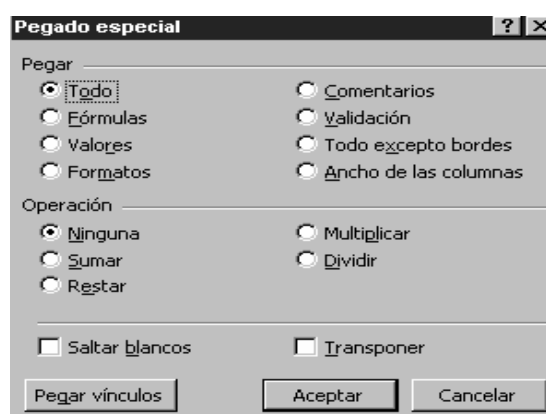 Pegado especial
Pegar
Todo
Comentarios
Fórmulas
Validación
Valores
Todo excepto bordes
Formatos
Ancho de las columnas
Operación
Ninguna
Multiplicar
Sumar
Dividir
Restar
Saltar blancos
Transponer
Pegar vínculos
Aceptar
Cancelar